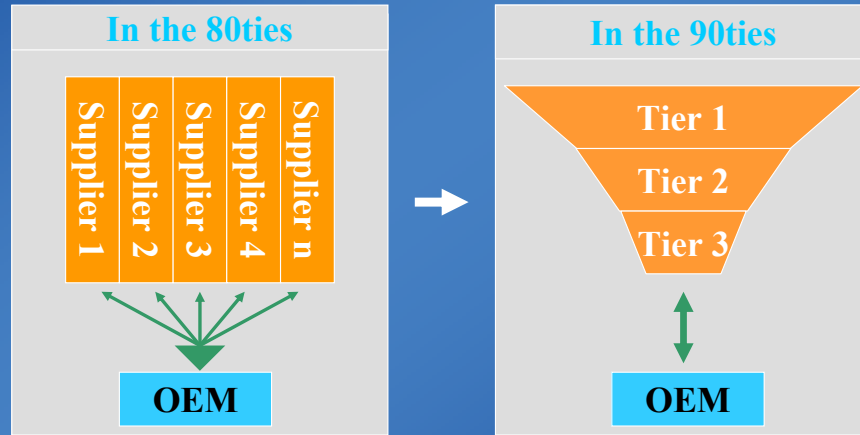 In the 80ties
Supplier 1
Supplier 2
Supplier 3
Supplier 4
Supplier n
OEM
In the 90ties
Tier 1
Tier 2
Tier 3
OEM